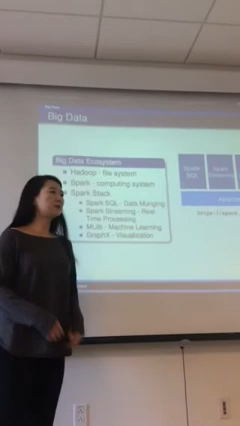 Big Data
Big Data Ecosystem
Hadoop - file system
Spark - computing system
Spark Stack
Spark SQL - Data Munging
Spark Streaming - Real
Time Processing
MLlib - Machine Learning
GraphX - Visualization
Spark
SQL
Spark
Streaming